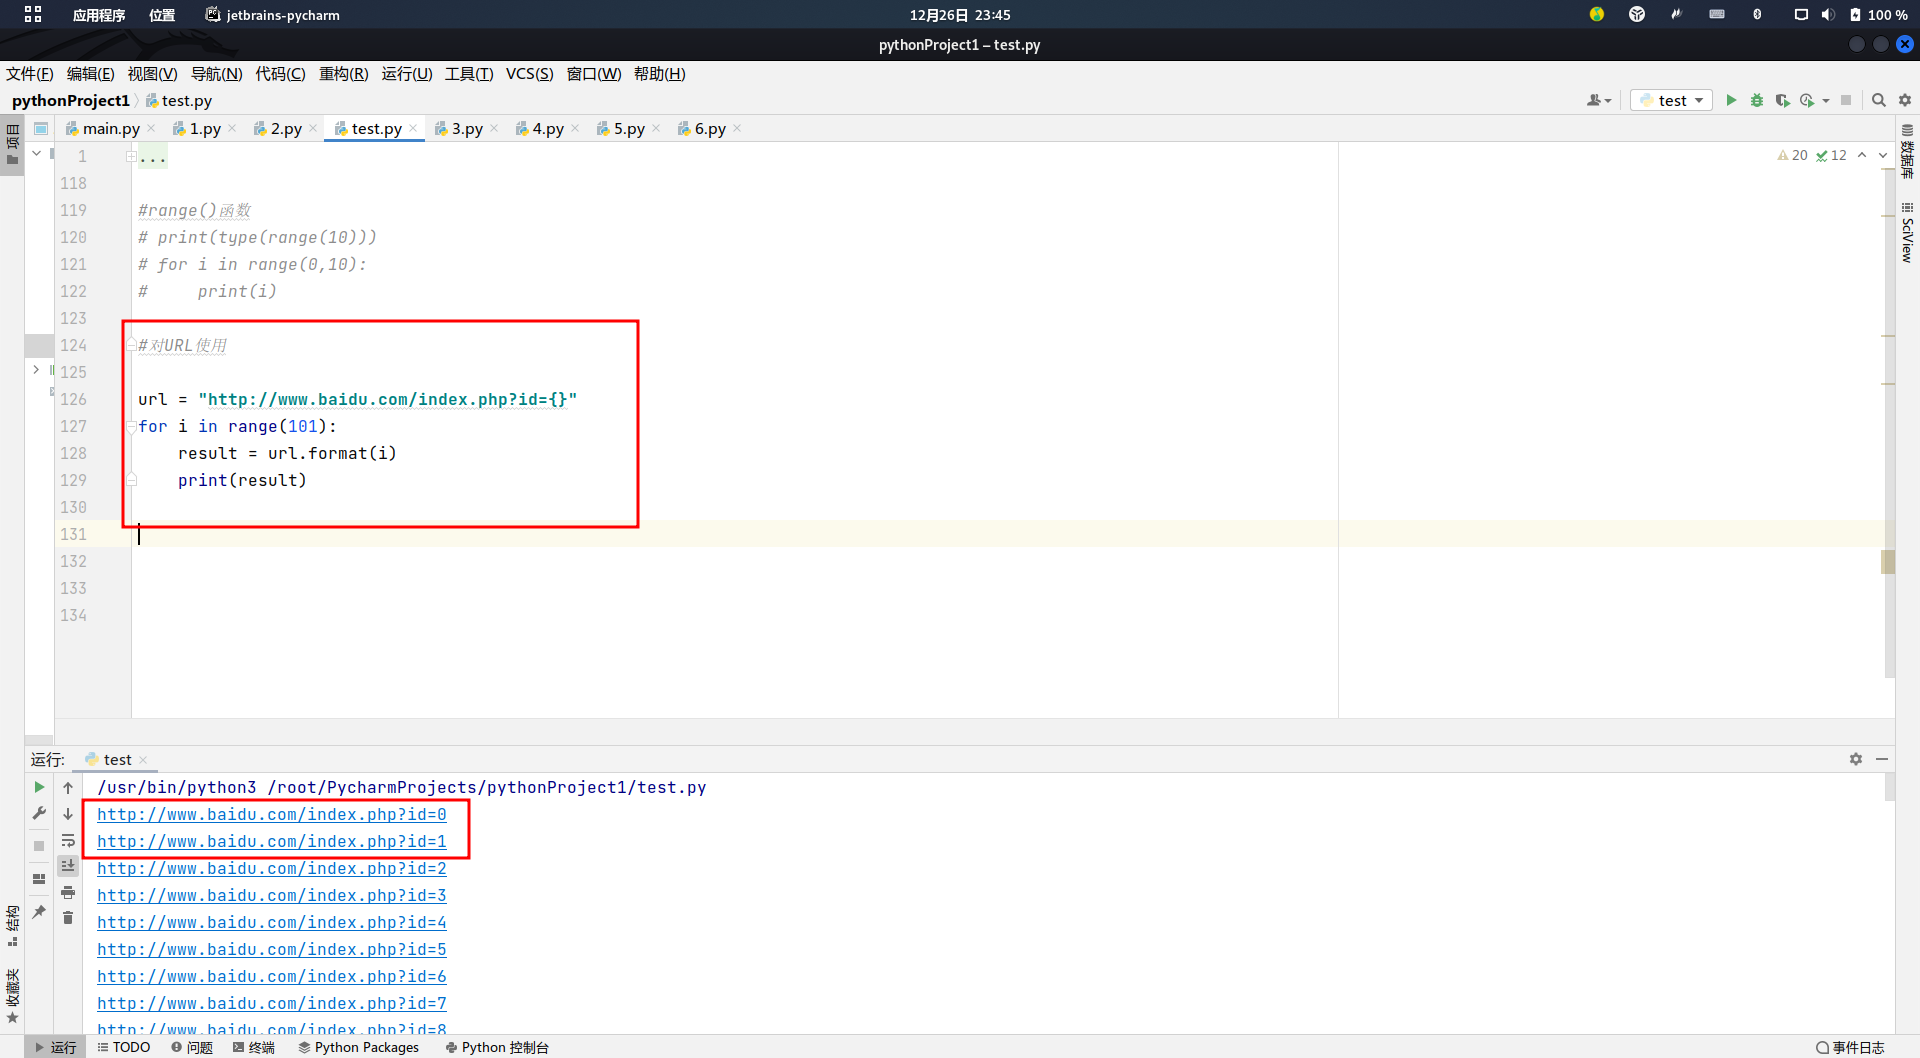 应用程序 位置 jetbrains-pycharm 12月26日 23:45 100 %
pythonProject1 – test.py
文件(F) 编辑(E) 视图(V) 导航(N) 代码(C) 重构(R) 运行(U) 工具(T) VCS(S) 窗口(W) 帮助(H)
pythonProject1 test.py test
main.py 1.py 2.py test.py 3.py 4.py 5.py 6.py
项目
数据库
SciView
20 12
1 ...
118
119 #range()函数
120 # print(type(range(10)))
121 # for i in range(0,10):
122 #     print(i)
123
124 #对URL使用
125
126 url = "http://www.baidu.com/index.php?id={}"
127 for i in range(101):
128     result = url.format(i)
129     print(result)
130
131
132
133
134
运行: test
/usr/bin/python3 /root/PycharmProjects/pythonProject1/test.py
http://www.baidu.com/index.php?id=0
http://www.baidu.com/index.php?id=1
http://www.baidu.com/index.php?id=2
http://www.baidu.com/index.php?id=3
http://www.baidu.com/index.php?id=4
http://www.baidu.com/index.php?id=5
http://www.baidu.com/index.php?id=6
http://www.baidu.com/index.php?id=7
http://www.baidu.com/index.php?id=8
结构
收藏夹
运行 TODO 问题 终端 Python Packages Python 控制台 事件日志